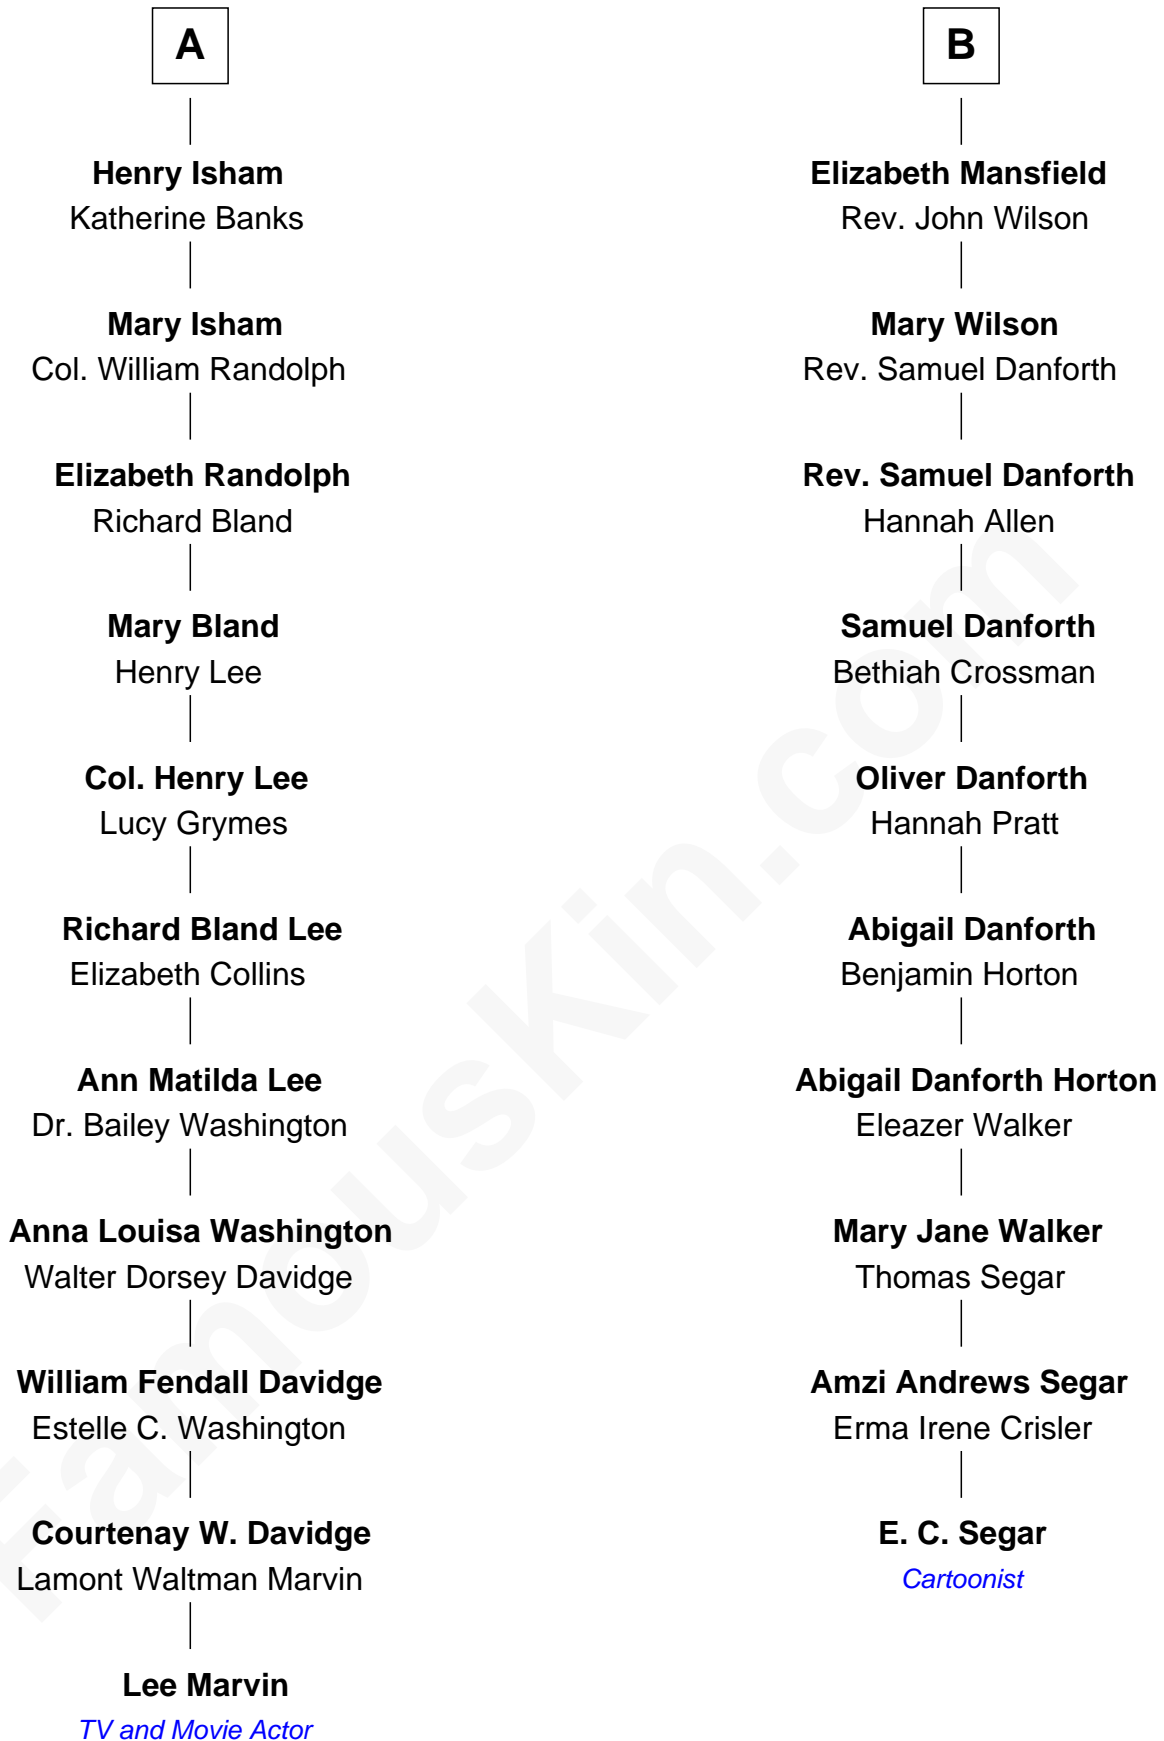 A
Henry Isham
Katherine Banks
Mary Isham
Col. William Randolph
Elizabeth Randolph
Richard Bland
Mary Bland
Henry Lee
Col. Henry Lee
Lucy Grymes
Richard Bland Lee
Elizabeth Collins
Ann Matilda Lee
Dr. Bailey Washington
Anna Louisa Washington
Walter Dorsey Davidge
William Fendall Davidge
Estelle C. Washington
Courtenay W. Davidge
Lamont Waltman Marvin
Lee Marvin
TV and Movie Actor
B
Elizabeth Mansfield
Rev. John Wilson
Mary Wilson
Rev. Samuel Danforth
Rev. Samuel Danforth
Hannah Allen
Samuel Danforth
Bethiah Crossman
Oliver Danforth
Hannah Pratt
Abigail Danforth
Benjamin Horton
Abigail Danforth Horton
Eleazer Walker
Mary Jane Walker
Thomas Segar
Amzi Andrews Segar
Erma Irene Crisler
E. C. Segar
Cartoonist
FamousKin.com